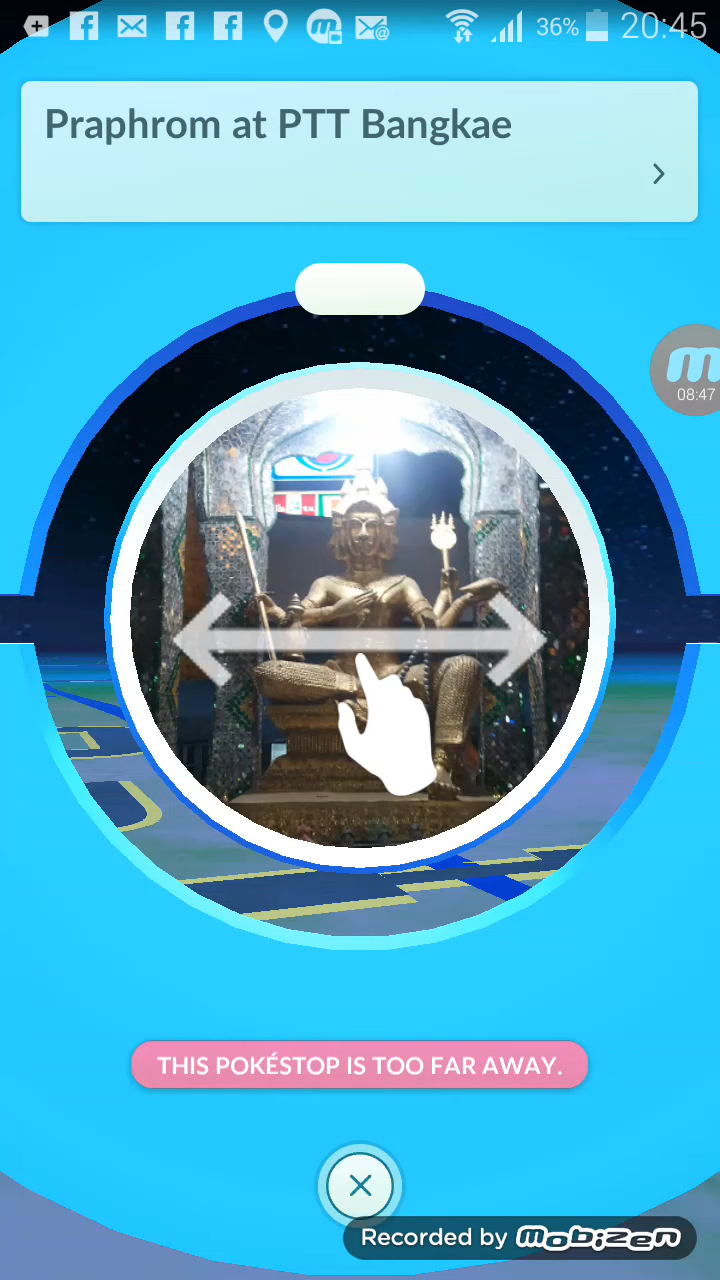 36% 20:45
Praphrom at PTT Bangkae
m
08:47
THIS POKÉSTOP IS TOO FAR AWAY.
Recorded by mobizen